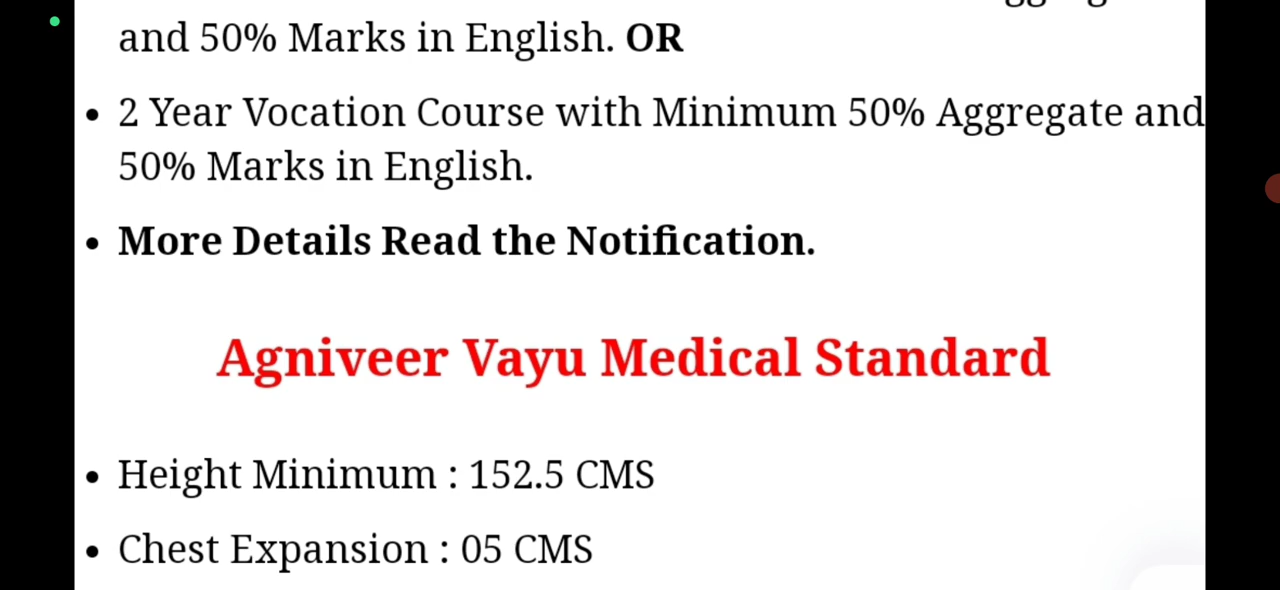 and 50% Marks in English. OR
• 2 Year Vocation Course with Minimum 50% Aggregate and
50% Marks in English.
• More Details Read the Notification.
Agniveer Vayu Medical Standard
• Height Minimum : 152.5 CMS
• Chest Expansion : 05 CMS